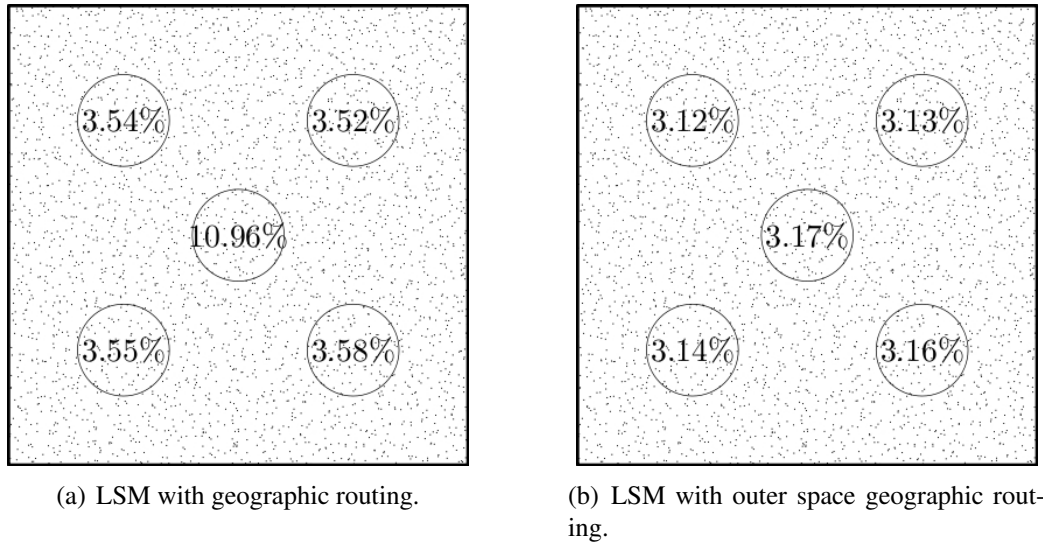 3.54% 3.52%
10.96%
3.55% 3.58%
(a) LSM with geographic routing.
3.12% 3.13%
3.17%
3.14% 3.16%
(b) LSM with outer space geographic rout-
ing.